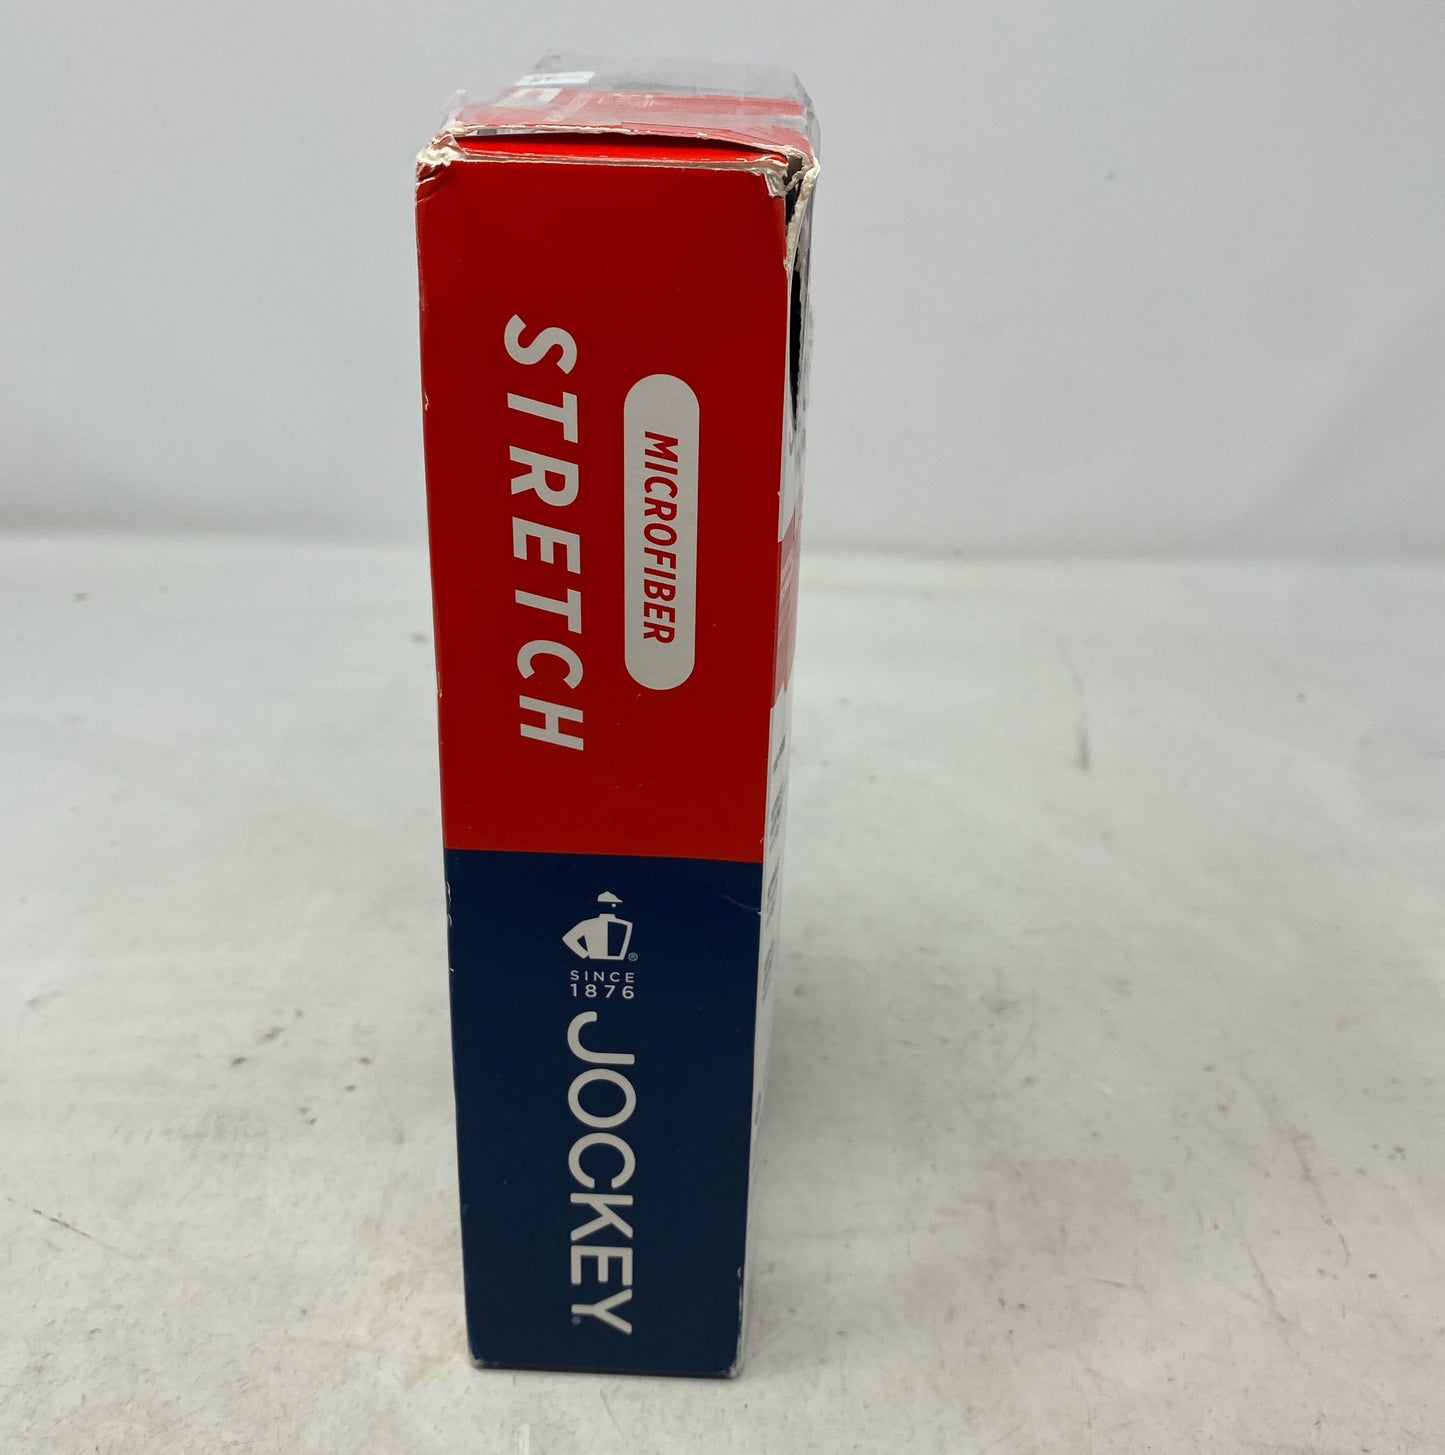 MICROFIBER
STRETCH
®
SINCE
1876
JOCKEY®